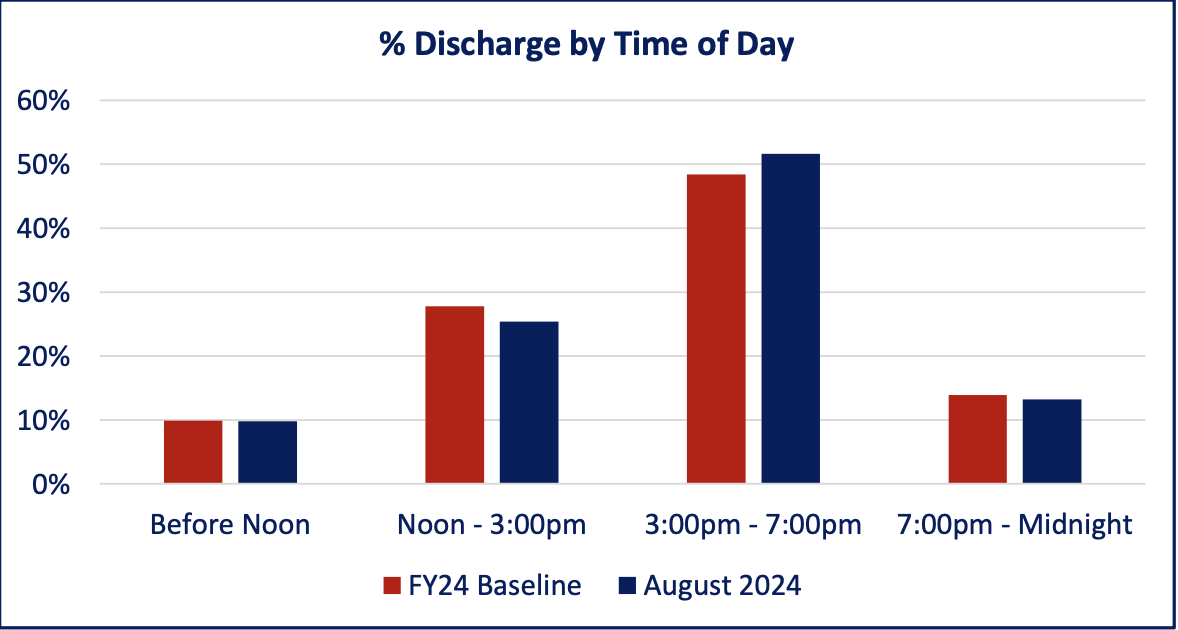 % Discharge by Time of Day
60%
50%
40%
30%
20%
10%
0%
Before Noon
Noon - 3:00pm
3:00pm - 7:00pm
7:00pm - Midnight
FY24 Baseline
August 2024